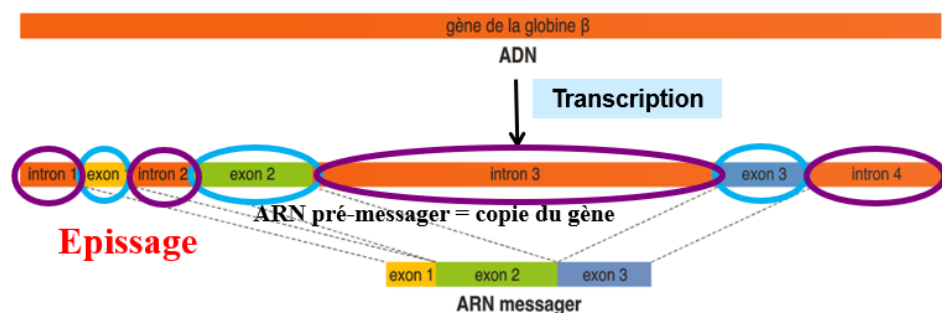 gène de la globine β
ADN
Transcription
intron 1 exon intron 2 exon 2 intron 3 exon 3 intron 4
ARN pré-messager = copie du gène
Epissage
exon 1 exon 2 exon 3
ARN messager